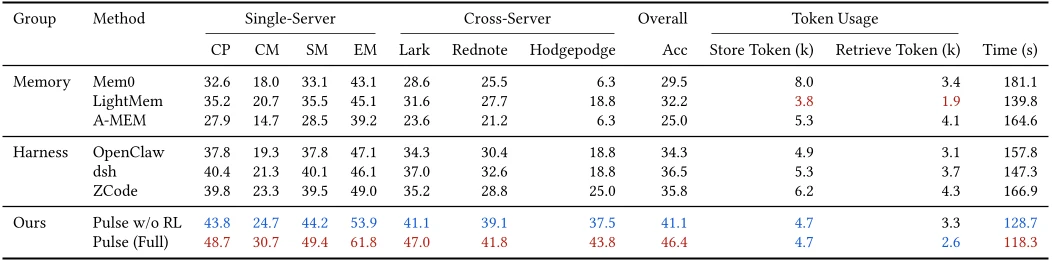 Group Method Single-Server Cross-Server Overall Token Usage
CP CM SM EM Lark Rednote Hodgepodge Acc Store Token (k) Retrieve Token (k) Time (s)
Memory Mem0 32.6 18.0 33.1 43.1 28.6 25.5 6.3 29.5 8.0 3.4 181.1
LightMem 35.2 20.7 35.5 45.1 31.6 27.7 18.8 32.2 3.8 1.9 139.8
A-MEM 27.9 14.7 28.5 39.2 23.6 21.2 6.3 25.0 5.3 4.1 164.6
Harness OpenClaw 37.8 19.3 37.8 47.1 34.3 30.4 18.8 34.3 4.9 3.1 157.8
dsh 40.4 21.3 40.1 46.1 37.0 32.6 18.8 36.5 5.3 3.7 147.3
ZCode 39.8 23.3 39.5 49.0 35.2 28.8 25.0 35.8 6.2 4.3 166.9
Ours Pulse w/o RL 43.8 24.7 44.2 53.9 41.1 39.1 37.5 41.1 4.7 3.3 128.7
Pulse (Full) 48.7 30.7 49.4 61.8 47.0 41.8 43.8 46.4 4.7 2.6 118.3